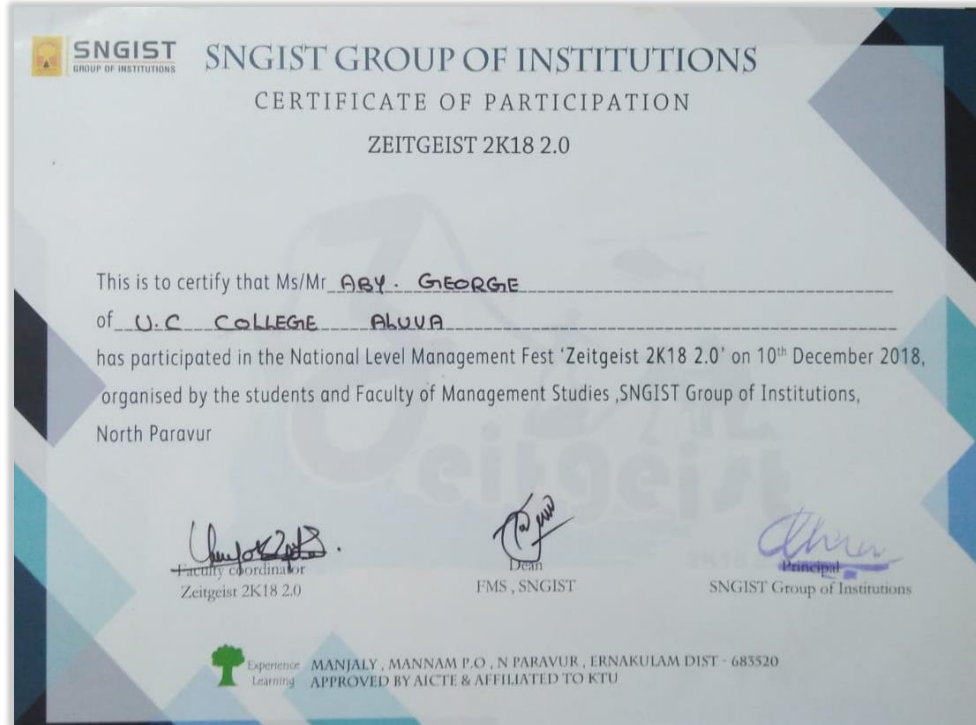 SNGIST
GROUP OF INSTITUTIONS
SNGIST GROUP OF INSTITUTIONS
CERTIFICATE OF PARTICIPATION
ZEITGEIST 2K18 2.0
This is to certify that Ms/Mr ABY. GEORGE
of U.C COLLEGE ALUVA
has participated in the National Level Management Fest 'Zeitgeist 2K18 2.0' on 10th December 2018,
organised by the students and Faculty of Management Studies ,SNGIST Group of Institutions,
North Paravur
Zeitgeist
2K18 2
Faculty coordinator
Zeitgeist 2K18 2.0
Dean
FMS , SNGIST
Principal
SNGIST Group of Institutions
Experience
Learning
MANJALY , MANNAM P.O , N PARAVUR , ERNAKULAM DIST - 683520
APPROVED BY AICTE & AFFILIATED TO KTU